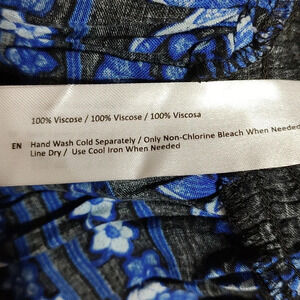 100% Viscose / 100% Viscose / 100% Viscosa
EN Hand Wash Cold Separately / Only Non-Chlorine Bleach When Needed
Line Dry / Use Cool Iron When Needed